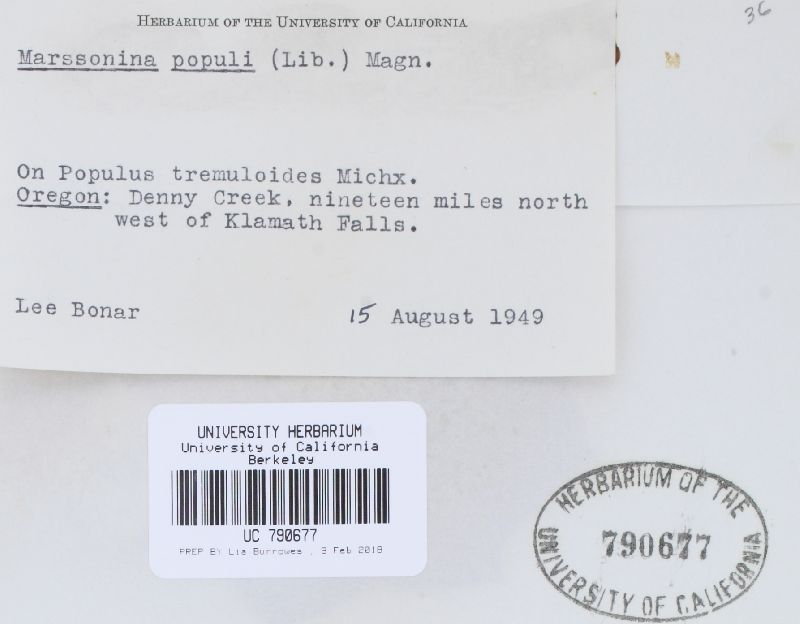 HERBARIUM OF THE UNIVERSITY OF CALIFORNIA
36
Marssonina populi (Lib.) Magn.
On Populus tremuloides Michx.
Oregon: Denny Creek, nineteen miles north
west of Klamath Falls.
Lee Bonar 15 August 1949
UNIVERSITY HERBARIUM
University of California
Berkeley
UC 790677
PREP BY Lia Burrowes , 3 Feb 2018
HERBARIUM OF THE
790677
UNIVERSITY OF CALIFORNIA